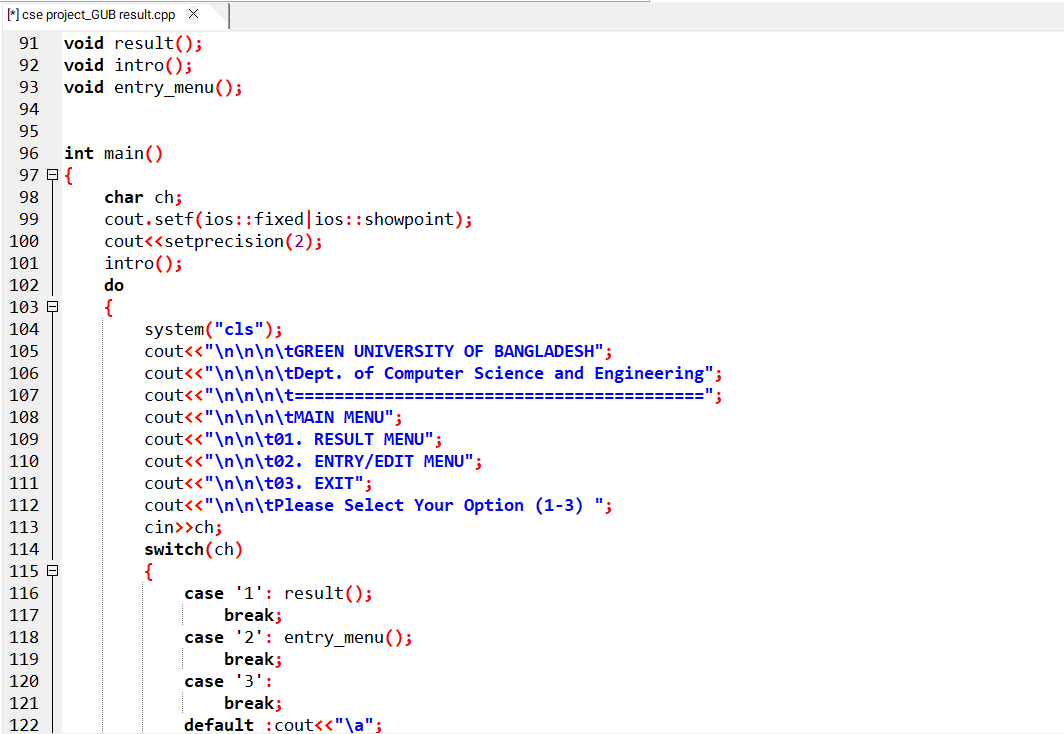 [*] cse project_GUB result.cpp ×
91 void result();
92 void intro();
93 void entry_menu();
94
95
96 int main()
97 {
98 char ch;
99 cout.setf(ios::fixed|ios::showpoint);
100 cout<<setprecision(2);
101 intro();
102 do
103 {
104 system("cls");
105 cout<<"\n\n\n\tGREEN UNIVERSITY OF BANGLADESH";
106 cout<<"\n\n\n\tDept. of Computer Science and Engineering";
107 cout<<"\n\n\n\t=========================================";
108 cout<<"\n\n\n\tMAIN MENU";
109 cout<<"\n\n\t01. RESULT MENU";
110 cout<<"\n\n\t02. ENTRY/EDIT MENU";
111 cout<<"\n\n\t03. EXIT";
112 cout<<"\n\n\tPlease Select Your Option (1-3) ";
113 cin>>ch;
114 switch(ch)
115 {
116 case '1': result();
117 break;
118 case '2': entry_menu();
119 break;
120 case '3':
121 break;
122 default :cout<<"\a";